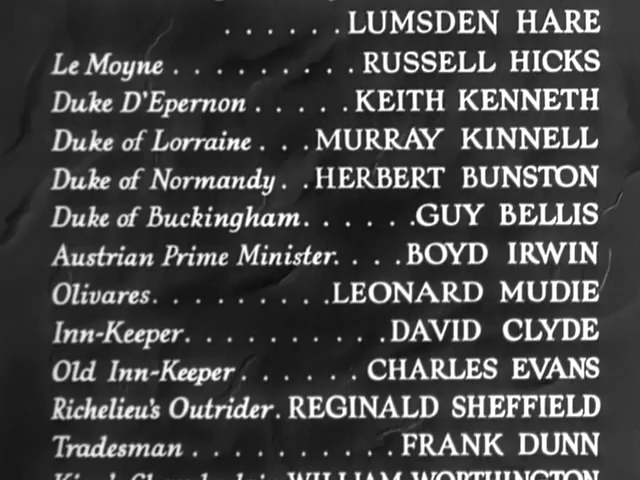 . . . . . . LUMSDEN HARE
Le Moyne . . . . . . . . . RUSSELL HICKS
Duke D'Epernon . . . . . KEITH KENNETH
Duke of Lorraine . . . MURRAY KINNELL
Duke of Normandy . . HERBERT BUNSTON
Duke of Buckingham. . . . . . GUY BELLIS
Austrian Prime Minister. . . . BOYD IRWIN
Olivares. . . . . . . . . LEONARD MUDIE
Inn-Keeper. . . . . . . . . . DAVID CLYDE
Old Inn-Keeper . . . . . . CHARLES EVANS
Richelieu's Outrider . REGINALD SHEFFIELD
Tradesman . . . . . . . . . . FRANK DUNN
WILLIAM WORTHINGTON